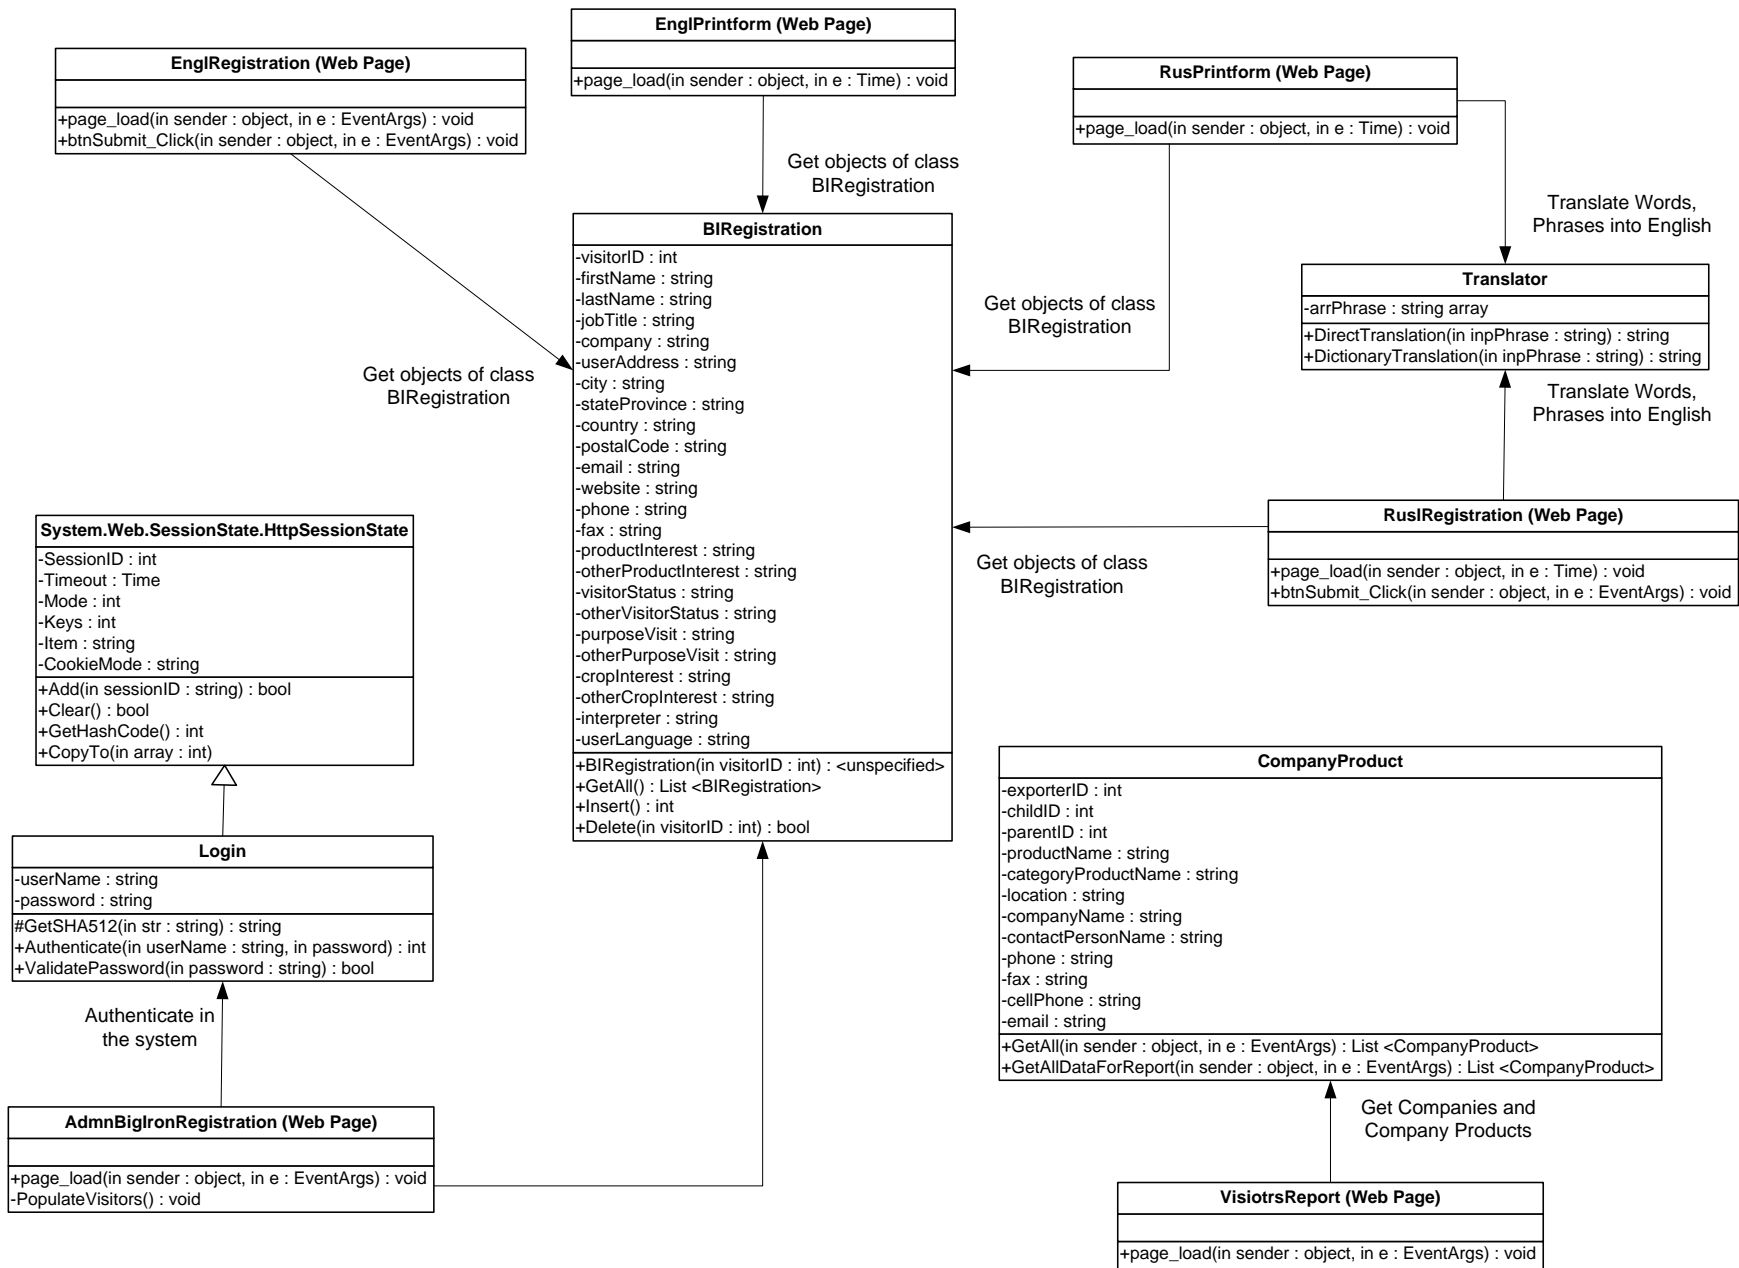 EnglRegistration (Web Page)
+page_load(in sender : object, in e : EventArgs) : void
+btnSubmit_Click(in sender : object, in e : EventArgs) : void
EnglPrintform (Web Page)
+page_load(in sender : object, in e : Time) : void
RusPrintform (Web Page)
+page_load(in sender : object, in e : Time) : void
Get objects of class
BIRegistration
Translate Words,
Phrases into English
BIRegistration
-visitorID : int
-firstName : string
-lastName : string
-jobTitle : string
-company : string
-userAddress : string
-city : string
-stateProvince : string
-country : string
-postalCode : string
-email : string
-website : string
-phone : string
-fax : string
-productInterest : string
-otherProductInterest : string
-visitorStatus : string
-otherVisitorStatus : string
-purposeVisit : string
-otherPurposeVisit : string
-cropInterest : string
-otherCropInterest : string
-interpreter : string
-userLanguage : string
+BIRegistration(in visitorID : int) : <unspecified>
+GetAll() : List <BIRegistration>
+Insert() : int
+Delete(in visitorID : int) : bool
Get objects of class
BIRegistration
Translator
-arrPhrase : string array
+DirectTranslation(in inpPhrase : string) : string
+DictionaryTranslation(in inpPhrase : string) : string
Get objects of class
BIRegistration
Translate Words,
Phrases into English
RuslRegistration (Web Page)
+page_load(in sender : object, in e : Time) : void
+btnSubmit_Click(in sender : object, in e : EventArgs) : void
Get objects of class
BIRegistration
System.Web.SessionState.HttpSessionState
-SessionID : int
-Timeout : Time
-Mode : int
-Keys : int
-Item : string
-CookieMode : string
+Add(in sessionID : string) : bool
+Clear() : bool
+GetHashCode() : int
+CopyTo(in array : int)
Login
-userName : string
-password : string
#GetSHA512(in str : string) : string
+Authenticate(in userName : string, in password) : int
+ValidatePassword(in password : string) : bool
Authenticate in
the system
AdmnBigIronRegistration (Web Page)
+page_load(in sender : object, in e : EventArgs) : void
-PopulateVisitors() : void
CompanyProduct
-exporterID : int
-childID : int
-parentID : int
-productName : string
-categoryProductName : string
-location : string
-companyName : string
-contactPersonName : string
-phone : string
-fax : string
-cellPhone : string
-email : string
+GetAll(in sender : object, in e : EventArgs) : List <CompanyProduct>
+GetAllDataForReport(in sender : object, in e : EventArgs) : List <CompanyProduct>
Get Companies and
Company Products
VisiotrsReport (Web Page)
+page_load(in sender : object, in e : EventArgs) : void